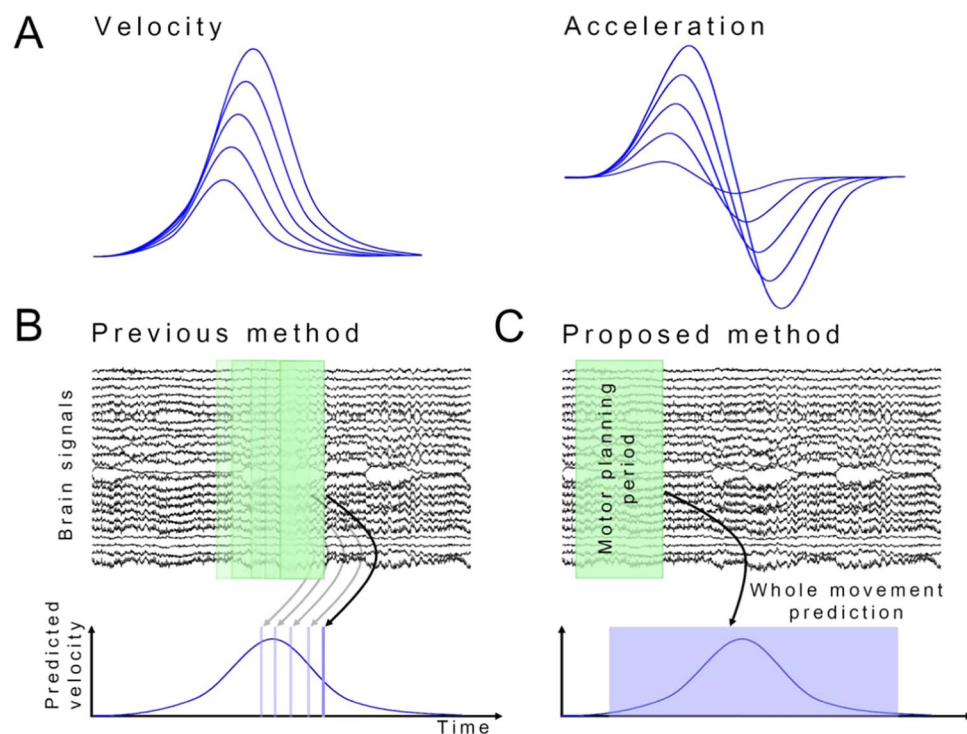 A
Velocity
Acceleration
B
Previous method
C
Proposed method
Brain signals
Motor planning
period
Whole movement
prediction
Predicted
velocity
Time